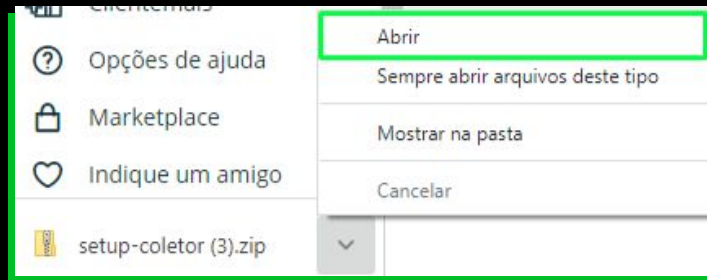 Clientemais
Opções de ajuda
Marketplace
Indique um amigo
setup-coletor (3).zip
Abrir
Sempre abrir arquivos deste tipo
Mostrar na pasta
Cancelar